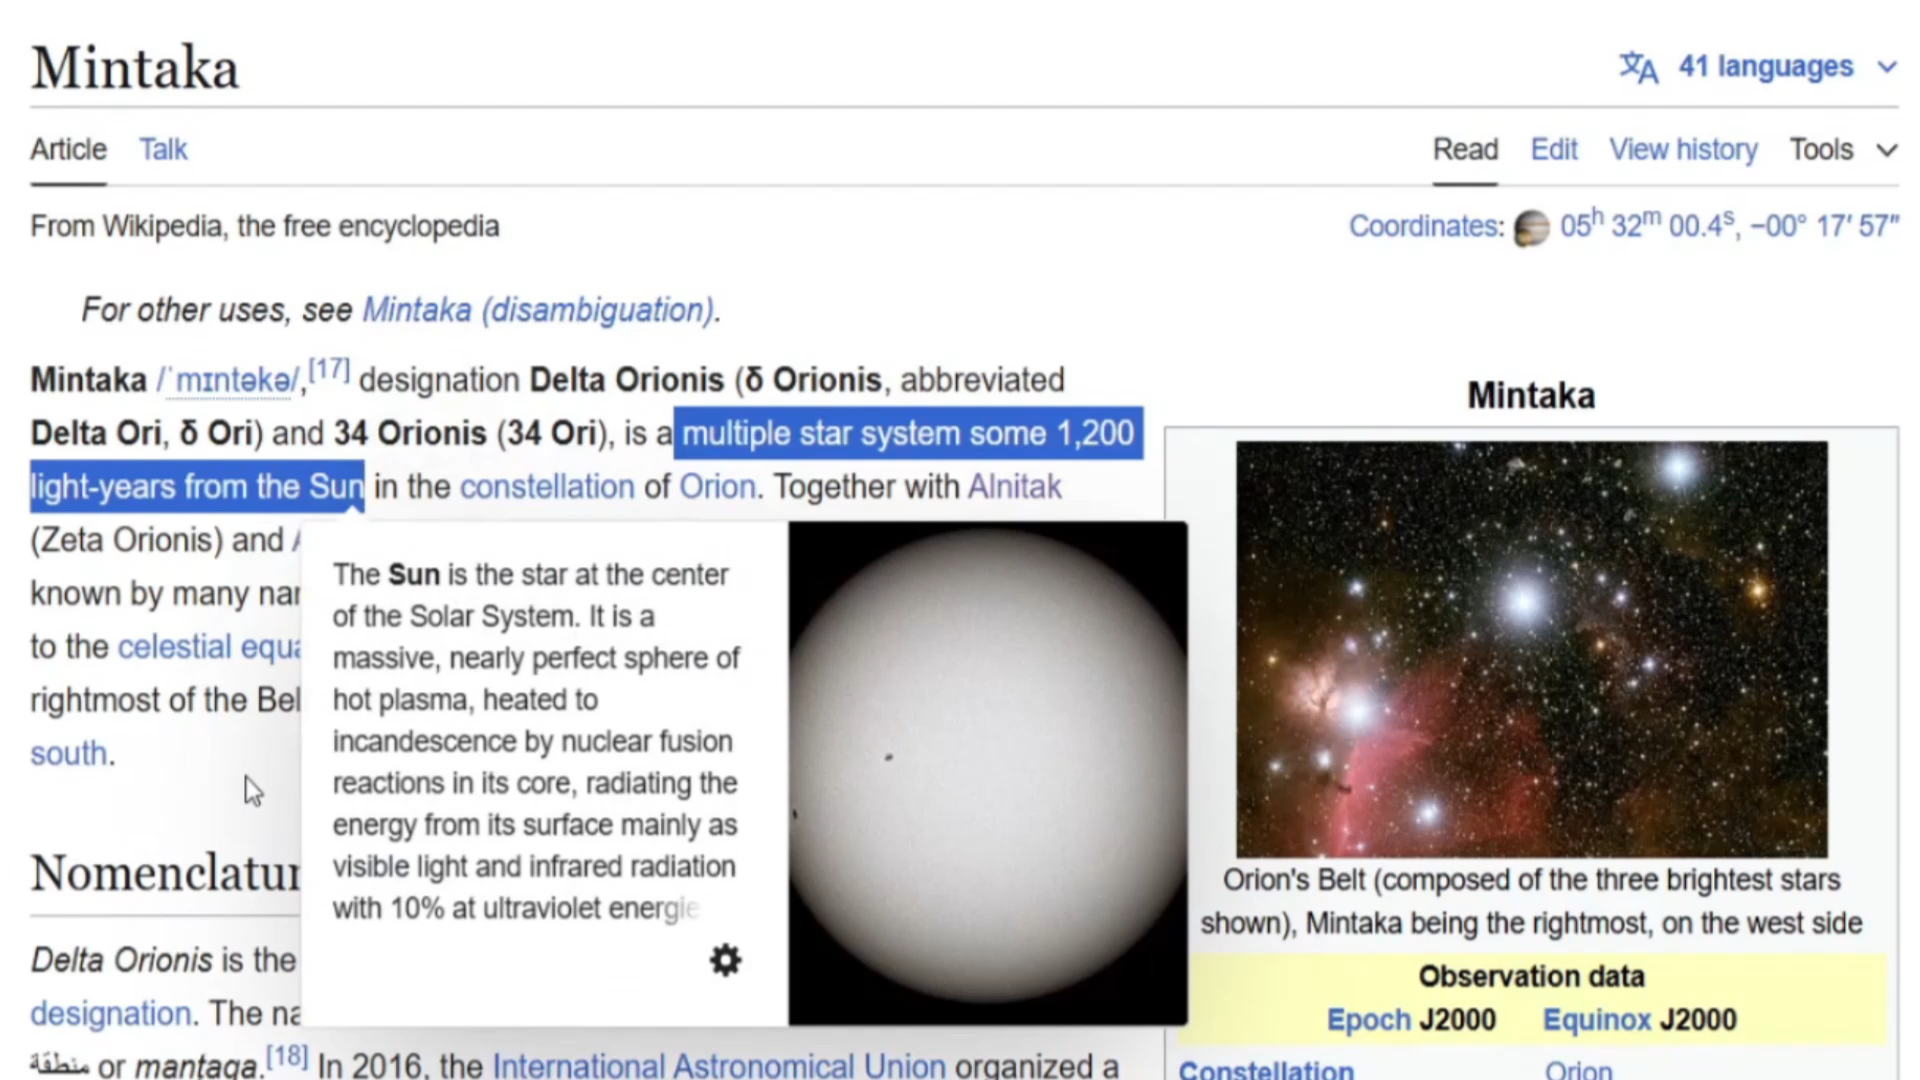 Mintaka
41 languages
Article Talk
Read Edit View history Tools
From Wikipedia, the free encyclopedia
Coordinates: 05h 32m 00.4s, −00° 17′ 57″
For other uses, see Mintaka (disambiguation).
Mintaka /ˈmɪntəkə/,[17] designation Delta Orionis (δ Orionis, abbreviated
Delta Ori, δ Ori) and 34 Orionis (34 Ori), is a multiple star system some 1,200
light-years from the Sun in the constellation of Orion. Together with Alnitak
(Zeta Orionis) and
known by many
to the celestial
rightmost of the
south.
The Sun is the star at the center
of the Solar System. It is a
massive, nearly perfect sphere of
hot plasma, heated to
incandescence by nuclear fusion
reactions in its core, radiating the
energy from its surface mainly as
visible light and infrared radiation
with 10% at ultraviolet energie
Nomenclatur
Delta Orionis is the
designation. The
منطقة or mantaqa.[18] In 2016, the International Astronomical Union organized a
Mintaka
Orion's Belt (composed of the three brightest stars
shown), Mintaka being the rightmost, on the west side
Observation data
Epoch J2000 Equinox J2000
Constellation Orion